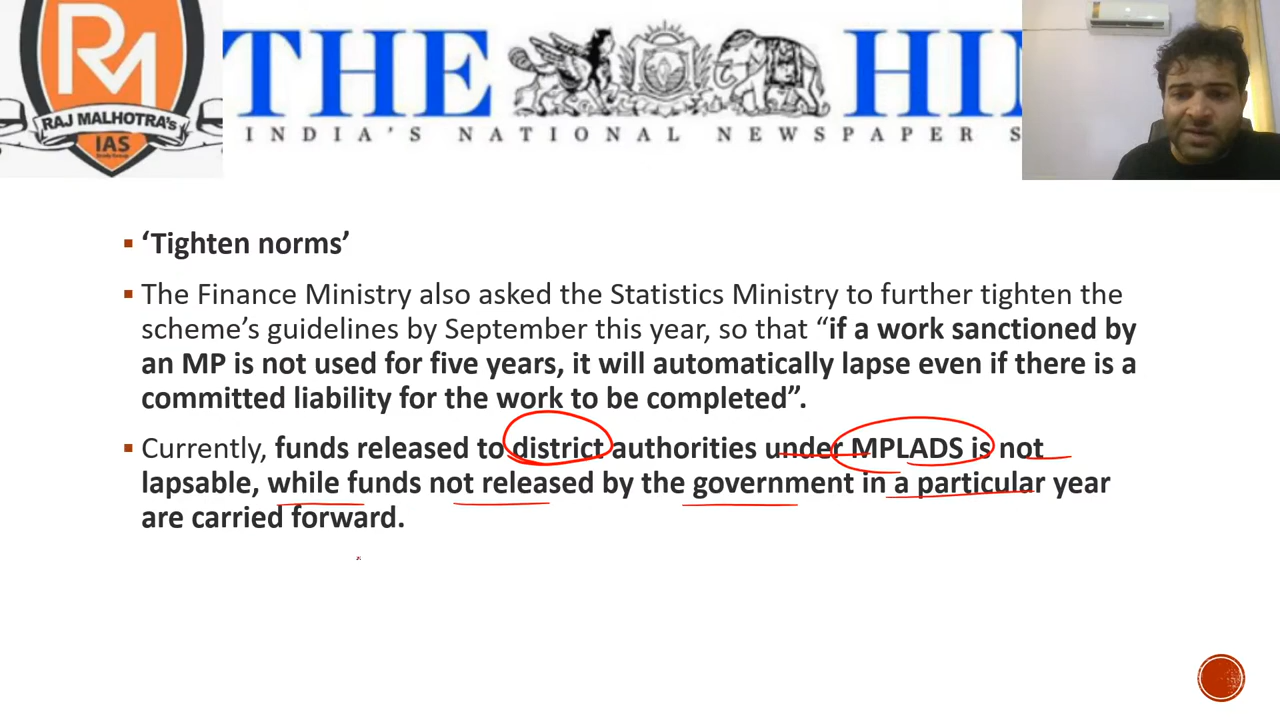 RM
RAJ MALHOTRA'S
IAS
THE HI
INDIA'S NATIONAL NEWSPAPER S
‘Tighten norms’
The Finance Ministry also asked the Statistics Ministry to further tighten the
scheme’s guidelines by September this year, so that “if a work sanctioned by
an MP is not used for five years, it will automatically lapse even if there is a
committed liability for the work to be completed”.
Currently, funds released to district authorities under MPLADS is not
lapsable, while funds not released by the government in a particular year
are carried forward.